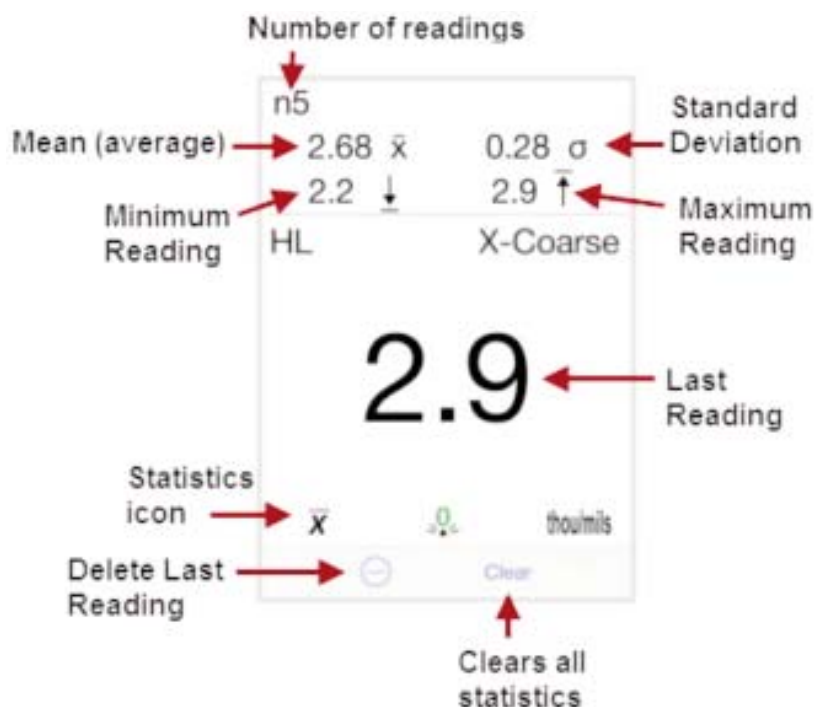 Number of readings
n5
Mean (average)
2.68 x̄
0.28 σ
Standard
Deviation
Minimum
Reading
2.2 ↓
2.9 ↑
Maximum
Reading
HL
X-Coarse
2.9
Last
Reading
Statistics
icon
x̄
0
thou/mils
Delete Last
Reading
Clear
Clears all
statistics